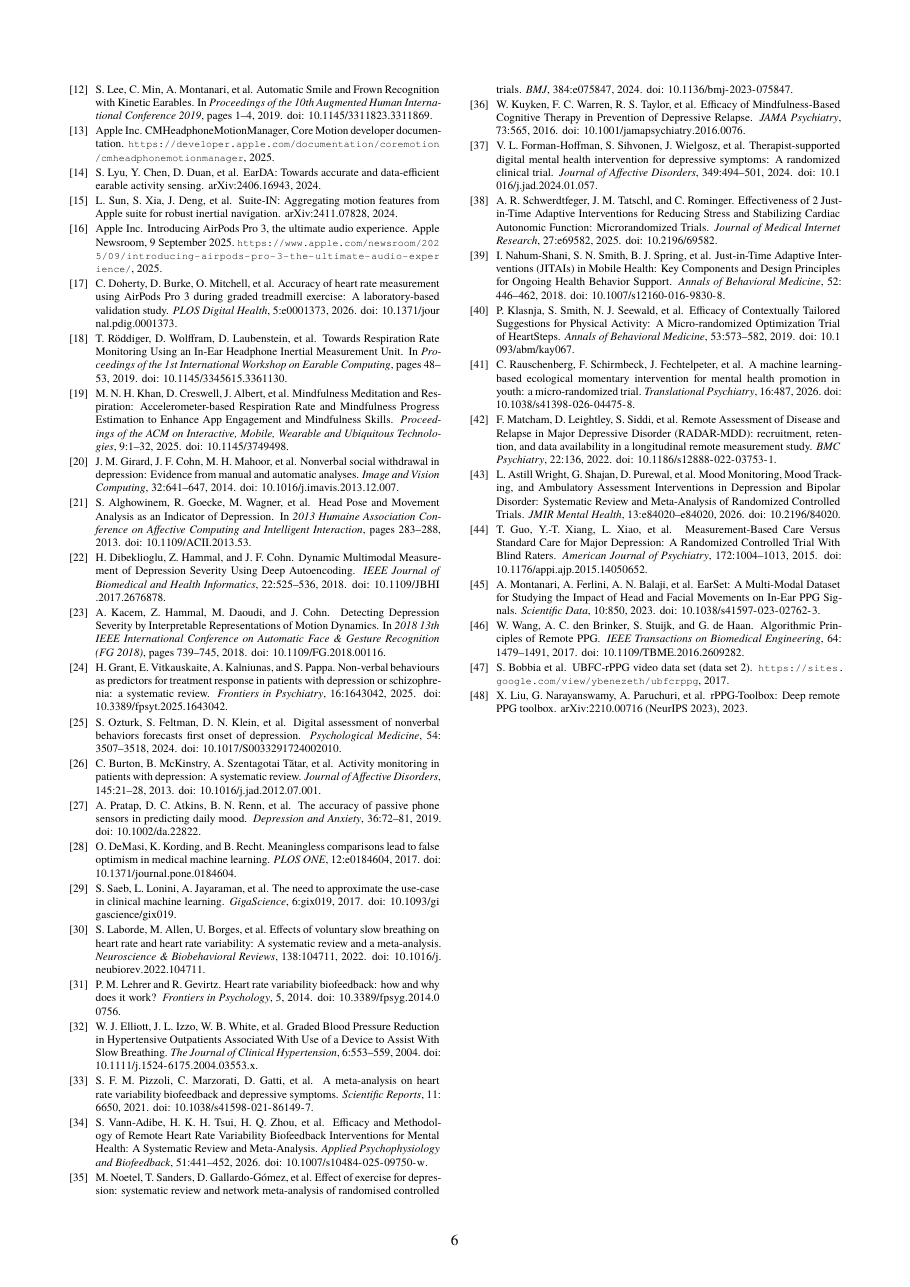 [12] S. Lee, C. Min, A. Montanari, et al. Automatic Smile and Frown Recognition
with Kinetic Earables. In Proceedings of the 10th Augmented Human Interna-
tional Conference 2019, pages 1–4, 2019. doi: 10.1145/3311823.3311869.
[13] Apple Inc. CMHeadphoneMotionManager, Core Motion developer documen-
tation. https://developer.apple.com/documentation/coremotion
/cmheadphonemotionmanager, 2025.
[14] S. Lyu, Y. Chen, D. Duan, et al. EarDA: Towards accurate and data-efficient
earable activity sensing. arXiv:2406.16943, 2024.
[15] L. Sun, S. Xia, J. Deng, et al. Suite-IN: Aggregating motion features from
Apple suite for robust inertial navigation. arXiv:2411.07828, 2024.
[16] Apple Inc. Introducing AirPods Pro 3, the ultimate audio experience. Apple
Newsroom, 9 September 2025. https://www.apple.com/newsroom/202
5/09/introducing-airpods-pro-3-the-ultimate-audio-exper
ience/, 2025.
[17] C. Doherty, D. Burke, O. Mitchell, et al. Accuracy of heart rate measurement
using AirPods Pro 3 during graded treadmill exercise: A laboratory-based
validation study. PLOS Digital Health, 5:e0001373, 2026. doi: 10.1371/jour
nal.pdig.0001373.
[18] T. Röddiger, D. Wolffram, D. Laubenstein, et al. Towards Respiration Rate
Monitoring Using an In-Ear Headphone Inertial Measurement Unit. In Pro-
ceedings of the 1st International Workshop on Earable Computing, pages 48–
53, 2019. doi: 10.1145/3345615.3361130.
[19] M. N. H. Khan, D. Creswell, J. Albert, et al. Mindfulness Meditation and Res-
piration: Accelerometer-based Respiration Rate and Mindfulness Progress
Estimation to Enhance App Engagement and Mindfulness Skills. Proceed-
ings of the ACM on Interactive, Mobile, Wearable and Ubiquitous Technolo-
gies, 9:1–32, 2025. doi: 10.1145/3749498.
[20] J. M. Girard, J. F. Cohn, M. H. Mahoor, et al. Nonverbal social withdrawal in
depression: Evidence from manual and automatic analyses. Image and Vision
Computing, 32:641–647, 2014. doi: 10.1016/j.imavis.2013.12.007.
[21] S. Alghowinem, R. Goecke, M. Wagner, et al. Head Pose and Movement
Analysis as an Indicator of Depression. In 2013 Humaine Association Con-
ference on Affective Computing and Intelligent Interaction, pages 283–288,
2013. doi: 10.1109/ACII.2013.53.
[22] H. Dibeklioglu, Z. Hammal, and J. F. Cohn. Dynamic Multimodal Measure-
ment of Depression Severity Using Deep Autoencoding. IEEE Journal of
Biomedical and Health Informatics, 22:525–536, 2018. doi: 10.1109/JBHI
.2017.2676878.
[23] A. Kacem, Z. Hammal, M. Daoudi, and J. Cohn. Detecting Depression
Severity by Interpretable Representations of Motion Dynamics. In 2018 13th
IEEE International Conference on Automatic Face & Gesture Recognition
(FG 2018), pages 739–745, 2018. doi: 10.1109/FG.2018.00116.
[24] H. Grant, E. Vitkauskaite, A. Kalniunas, and S. Pappa. Non-verbal behaviours
as predictors for treatment response in patients with depression or schizophre-
nia: a systematic review. Frontiers in Psychiatry, 16:1643042, 2025. doi:
10.3389/fpsyt.2025.1643042.
[25] S. Ozturk, S. Feltman, D. N. Klein, et al. Digital assessment of nonverbal
behaviors forecasts first onset of depression. Psychological Medicine, 54:
3507–3518, 2024. doi: 10.1017/S0033291724002010.
[26] C. Burton, B. McKinstry, A. Szentagotai Tătar, et al. Activity monitoring in
patients with depression: A systematic review. Journal of Affective Disorders,
145:21–28, 2013. doi: 10.1016/j.jad.2012.07.001.
[27] A. Pratap, D. C. Atkins, B. N. Renn, et al. The accuracy of passive phone
sensors in predicting daily mood. Depression and Anxiety, 36:72–81, 2019.
doi: 10.1002/da.22822.
[28] O. DeMasi, K. Kording, and B. Recht. Meaningless comparisons lead to false
optimism in medical machine learning. PLOS ONE, 12:e0184604, 2017. doi:
10.1371/journal.pone.0184604.
[29] S. Saeb, L. Lonini, A. Jayaraman, et al. The need to approximate the use-case
in clinical machine learning. GigaScience, 6:gix019, 2017. doi: 10.1093/gi
gascience/gix019.
[30] S. Laborde, M. Allen, U. Borges, et al. Effects of voluntary slow breathing on
heart rate and heart rate variability: A systematic review and a meta-analysis.
Neuroscience & Biobehavioral Reviews, 138:104711, 2022. doi: 10.1016/j.
neubiorev.2022.104711.
[31] P. M. Lehrer and R. Gevirtz. Heart rate variability biofeedback: how and why
does it work? Frontiers in Psychology, 5, 2014. doi: 10.3389/fpsyg.2014.0
0756.
[32] W. J. Elliott, J. L. Izzo, W. B. White, et al. Graded Blood Pressure Reduction
in Hypertensive Outpatients Associated With Use of a Device to Assist With
Slow Breathing. The Journal of Clinical Hypertension, 6:553–559, 2004. doi:
10.1111/j.1524-6175.2004.03553.x.
[33] S. F. M. Pizzoli, C. Marzorati, D. Gatti, et al. A meta-analysis on heart
rate variability biofeedback and depressive symptoms. Scientific Reports, 11:
6650, 2021. doi: 10.1038/s41598-021-86149-7.
[34] S. Vann-Adibe, H. K. H. Tsui, H. Q. Zhou, et al. Efficacy and Methodol-
ogy of Remote Heart Rate Variability Biofeedback Interventions for Mental
Health: A Systematic Review and Meta-Analysis. Applied Psychophysiology
and Biofeedback, 51:441–452, 2026. doi: 10.1007/s10484-025-09750-w.
[35] M. Noetel, T. Sanders, D. Gallardo-Gómez, et al. Effect of exercise for depres-
sion: systematic review and network meta-analysis of randomised controlled
trials. BMJ, 384:e075847, 2024. doi: 10.1136/bmj-2023-075847.
[36] W. Kuyken, F. C. Warren, R. S. Taylor, et al. Efficacy of Mindfulness-Based
Cognitive Therapy in Prevention of Depressive Relapse. JAMA Psychiatry,
73:565, 2016. doi: 10.1001/jamapsychiatry.2016.0076.
[37] V. L. Forman-Hoffman, S. Sihvonen, J. Wielgosz, et al. Therapist-supported
digital mental health intervention for depressive symptoms: A randomized
clinical trial. Journal of Affective Disorders, 349:494–501, 2024. doi: 10.1
016/j.jad.2024.01.057.
[38] A. R. Schwerdtfeger, J. M. Tatschl, and C. Rominger. Effectiveness of 2 Just-
in-Time Adaptive Interventions for Reducing Stress and Stabilizing Cardiac
Autonomic Function: Microrandomized Trials. Journal of Medical Internet
Research, 27:e69582, 2025. doi: 10.2196/69582.
[39] I. Nahum-Shani, S. N. Smith, B. J. Spring, et al. Just-in-Time Adaptive Inter-
ventions (JITAIs) in Mobile Health: Key Components and Design Principles
for Ongoing Health Behavior Support. Annals of Behavioral Medicine, 52:
446–462, 2018. doi: 10.1007/s12160-016-9830-8.
[40] P. Klasnja, S. Smith, N. J. Seewald, et al. Efficacy of Contextually Tailored
Suggestions for Physical Activity: A Micro-randomized Optimization Trial
of HeartSteps. Annals of Behavioral Medicine, 53:573–582, 2019. doi: 10.1
093/abm/kay067.
[41] C. Rauschenberg, F. Schirmbeck, J. Fechtelpeter, et al. A machine learning-
based ecological momentary intervention for mental health promotion in
youth: a micro-randomized trial. Translational Psychiatry, 16:487, 2026. doi:
10.1038/s41398-026-04475-8.
[42] F. Matcham, D. Leightley, S. Siddi, et al. Remote Assessment of Disease and
Relapse in Major Depressive Disorder (RADAR-MDD): recruitment, reten-
tion, and data availability in a longitudinal remote measurement study. BMC
Psychiatry, 22:136, 2022. doi: 10.1186/s12888-022-03753-1.
[43] L. Astill Wright, G. Shajan, D. Purewal, et al. Mood Monitoring, Mood Track-
ing, and Ambulatory Assessment Interventions in Depression and Bipolar
Disorder: Systematic Review and Meta-Analysis of Randomized Controlled
Trials. JMIR Mental Health, 13:e84020–e84020, 2026. doi: 10.2196/84020.
[44] T. Guo, Y.-T. Xiang, L. Xiao, et al. Measurement-Based Care Versus
Standard Care for Major Depression: A Randomized Controlled Trial With
Blind Raters. American Journal of Psychiatry, 172:1004–1013, 2015. doi:
10.1176/appi.ajp.2015.14050652.
[45] A. Montanari, A. Ferlini, A. N. Balaji, et al. EarSet: A Multi-Modal Dataset
for Studying the Impact of Head and Facial Movements on In-Ear PPG Sig-
nals. Scientific Data, 10:850, 2023. doi: 10.1038/s41597-023-02762-3.
[46] W. Wang, A. C. den Brinker, S. Stuijk, and G. de Haan. Algorithmic Prin-
ciples of Remote PPG. IEEE Transactions on Biomedical Engineering, 64:
1479–1491, 2017. doi: 10.1109/TBME.2016.2609282.
[47] S. Bobbia et al. UBFC-rPPG video data set (data set 2). https://sites.
google.com/view/ybenezeth/ubfcrppg, 2017.
[48] X. Liu, G. Narayanswamy, A. Paruchuri, et al. rPPG-Toolbox: Deep remote
PPG toolbox. arXiv:2210.00716 (NeurIPS 2023), 2023.
6